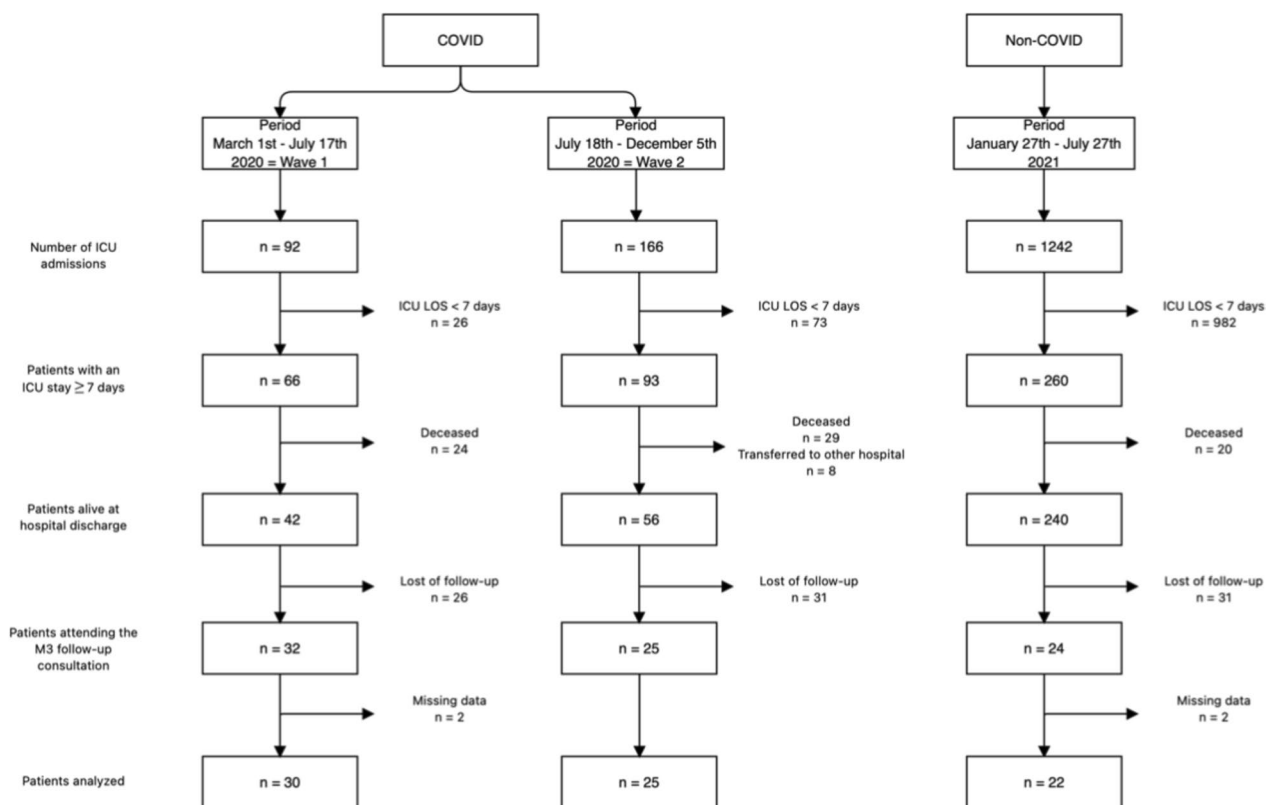 COVID
Non-COVID
Period
March 1st - July 17th
2020 = Wave 1
Period
July 18th - December 5th
2020 = Wave 2
Period
January 27th - July 27th
2021
Number of ICU
admissions
n = 92
n = 166
n = 1242
ICU LOS < 7 days
n = 26
ICU LOS < 7 days
n = 73
ICU LOS < 7 days
n = 982
Patients with an
ICU stay ≥ 7 days
n = 66
n = 93
n = 260
Deceased
n = 24
Deceased
n = 29
Transferred to other hospital
n = 8
Deceased
n = 20
Patients alive at
hospital discharge
n = 42
n = 56
n = 240
Lost of follow-up
n = 26
Lost of follow-up
n = 31
Lost of follow-up
n = 31
Patients attending the
M3 follow-up
consultation
n = 32
n = 25
n = 24
Missing data
n = 2
Missing data
n = 2
Patients analyzed
n = 30
n = 25
n = 22